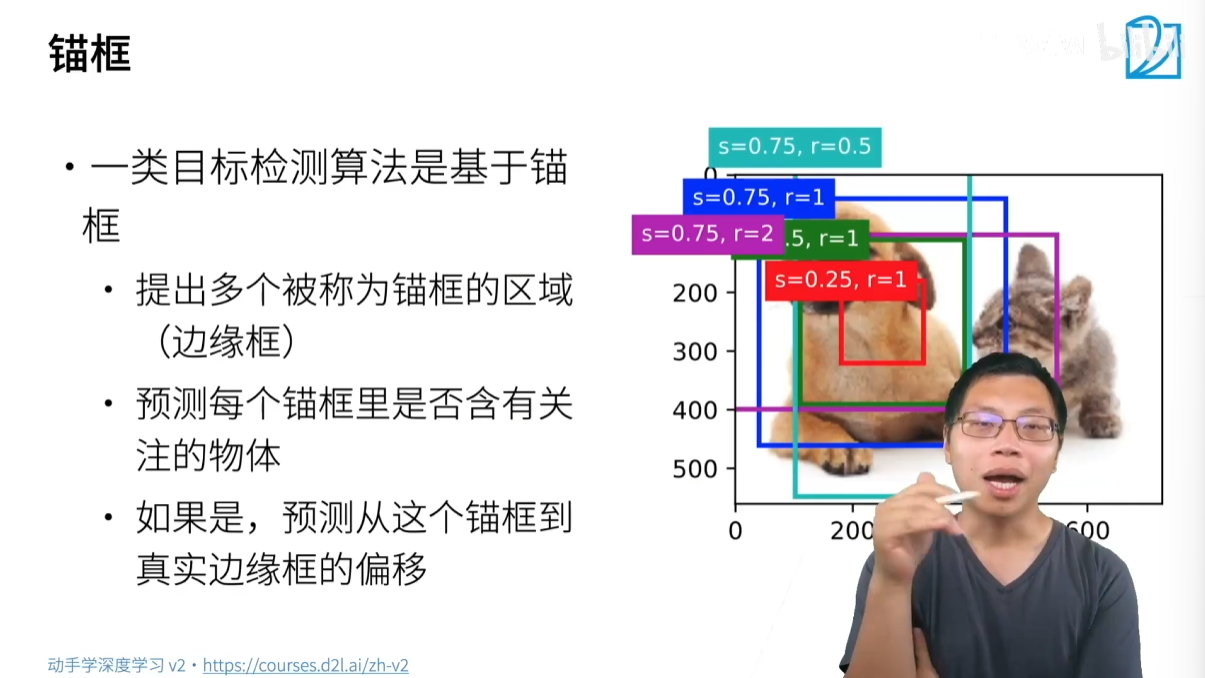 锚框
• 一类目标检测算法是基于锚
框
• 提出多个被称为锚框的区域
（边缘框）
• 预测每个锚框里是否含有关
注的物体
• 如果是，预测从这个锚框到
真实边缘框的偏移
bilibili
s=0.75, r=0.5
s=0.75, r=1
s=0.75, r=2
.5, r=1
s=0.25, r=1
0
200
300
400
500
0
200
600
动手学深度学习 v2 • https://courses.d2l.ai/zh-v2